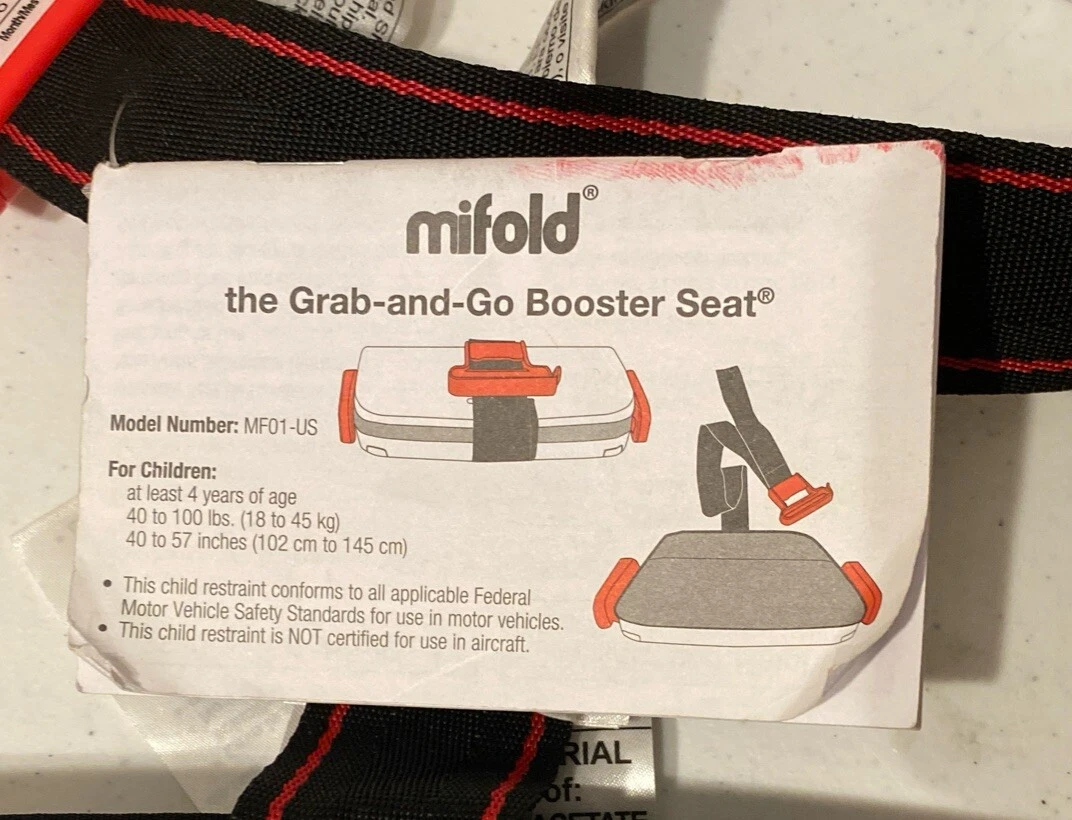 Month/Mes
mifold®
the Grab-and-Go Booster Seat®
Model Number: MF01-US
For Children:
at least 4 years of age
40 to 100 lbs. (18 to 45 kg)
40 to 57 inches (102 cm to 145 cm)
• This child restraint conforms to all applicable Federal
Motor Vehicle Safety Standards for use in motor vehicles.
• This child restraint is NOT certified for use in aircraft.
RIAL
of:
ACETATE